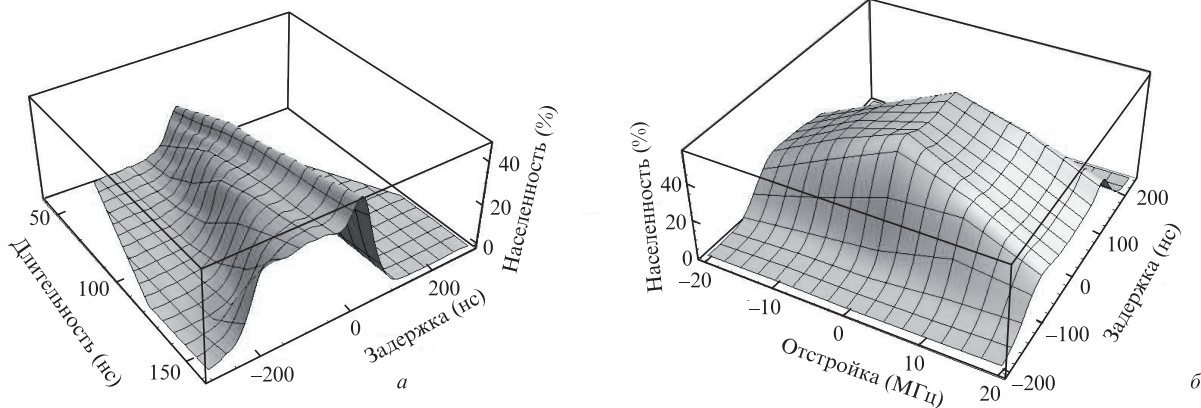 Населенность (%)
40
20
0
50
100
150
Длительность (нс)
–200
0
200
Задержка (нс)
а
Населенность (%)
40
20
0
–20
–10
0
10
20
Отстройка (МГц)
–200
–100
0
100
200
Задержка (нс)
б